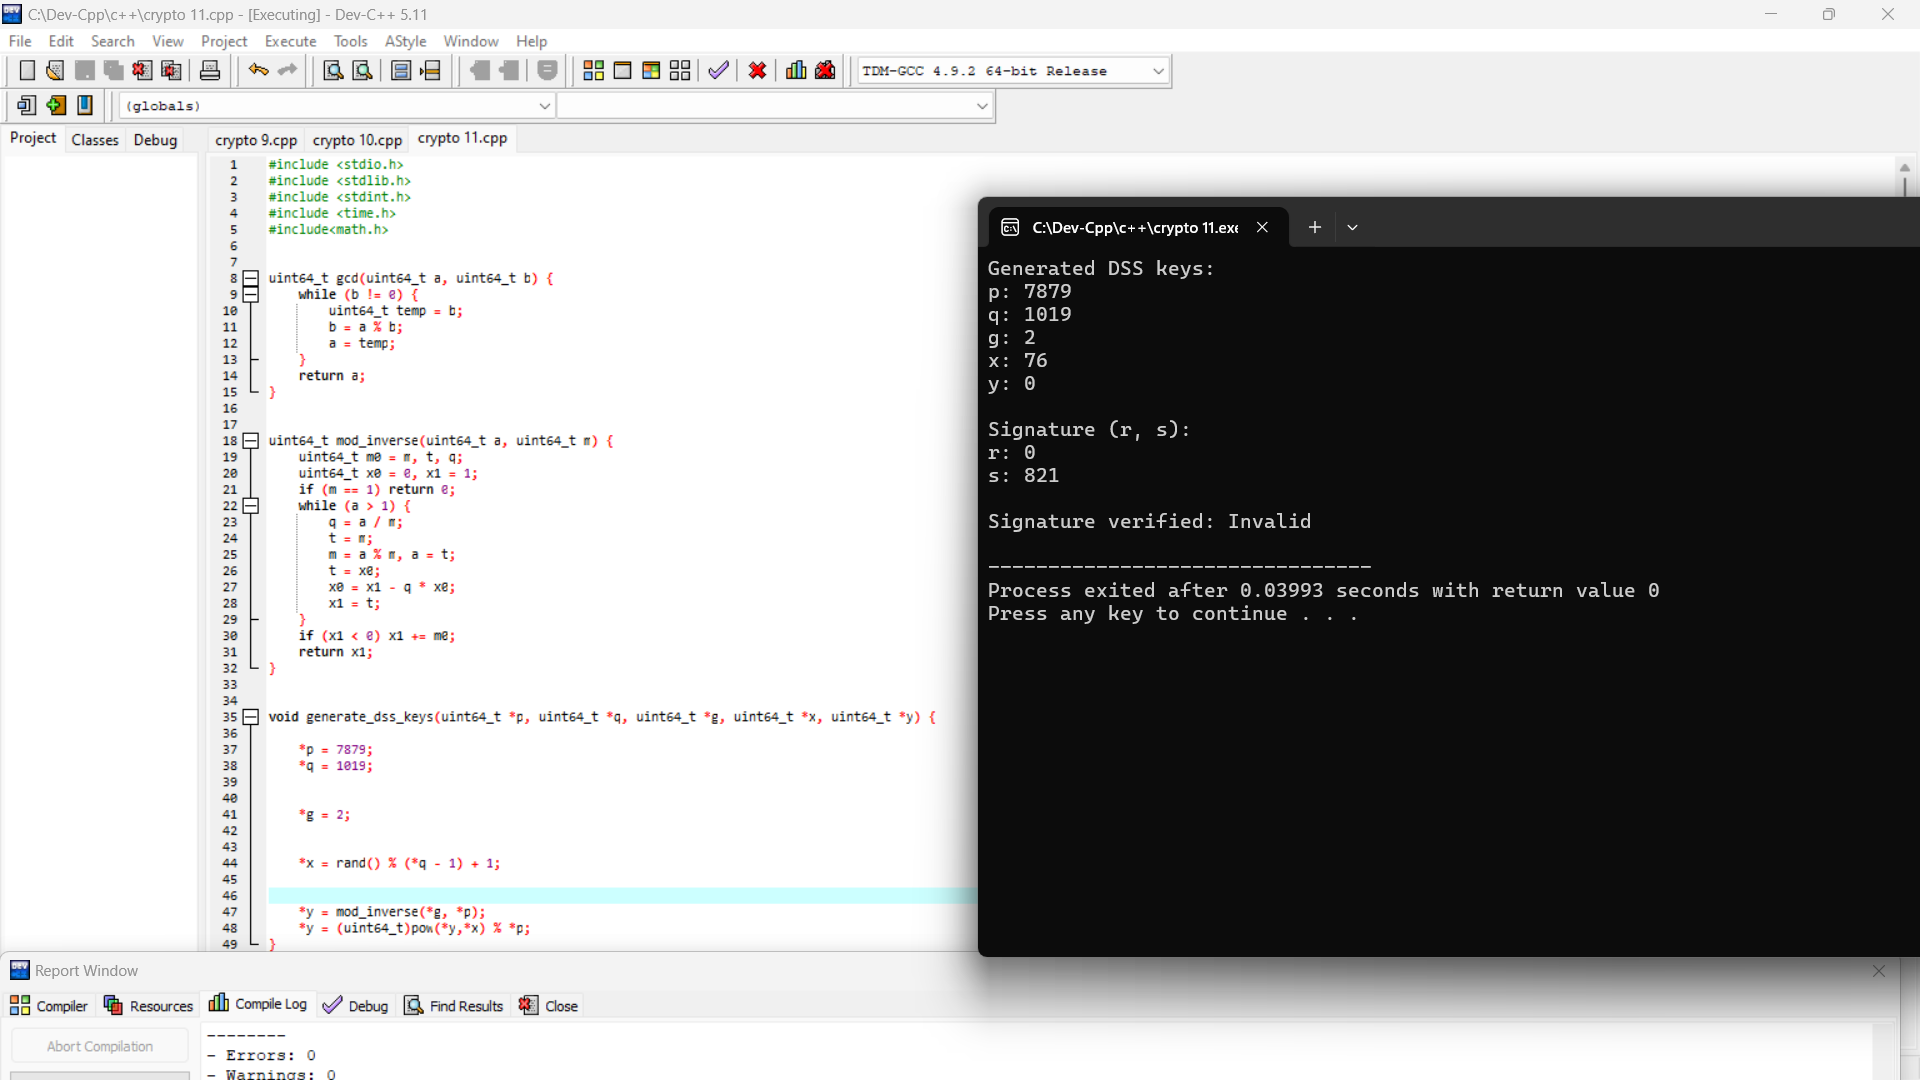 C:\Dev-Cpp\c++\crypto 11.cpp - [Executing] - Dev-C++ 5.11
File Edit Search View Project Execute Tools AStyle Window Help
TDM-GCC 4.9.2 64-bit Release
(globals)
Project Classes Debug
crypto 9.cpp crypto 10.cpp crypto 11.cpp
1 #include <stdio.h>
2 #include <stdlib.h>
3 #include <stdint.h>
4 #include <time.h>
5 #include<math.h>
6
7
8 uint64_t gcd(uint64_t a, uint64_t b) {
9 while (b != 0) {
10 uint64_t temp = b;
11 b = a % b;
12 a = temp;
13 }
14 return a;
15 }
16
17
18 uint64_t mod_inverse(uint64_t a, uint64_t m) {
19 uint64_t m0 = m, t, q;
20 uint64_t x0 = 0, x1 = 1;
21 if (m == 1) return 0;
22 while (a > 1) {
23 q = a / m;
24 t = m;
25 m = a % m, a = t;
26 t = x0;
27 x0 = x1 - q * x0;
28 x1 = t;
29 }
30 if (x1 < 0) x1 += m0;
31 return x1;
32 }
33
34
35 void generate_dss_keys(uint64_t *p, uint64_t *q, uint64_t *g, uint64_t *x, uint64_t *y) {
36
37 *p = 7879;
38 *q = 1019;
39
40
41 *g = 2;
42
43
44 *x = rand() % (*q - 1) + 1;
45
46
47 *y = mod_inverse(*g, *p);
48 *y = (uint64_t)pow(*y,*x) % *p;
49 }
C:\Dev-Cpp\c++\crypto 11.exe
Generated DSS keys:
p: 7879
q: 1019
g: 2
x: 76
y: 0
Signature (r, s):
r: 0
s: 821
Signature verified: Invalid
--------------------------------
Process exited after 0.03993 seconds with return value 0
Press any key to continue . . .
Report Window
Compiler Resources Compile Log Debug Find Results Close
Abort Compilation
--------
- Errors: 0
- Warnings: 0